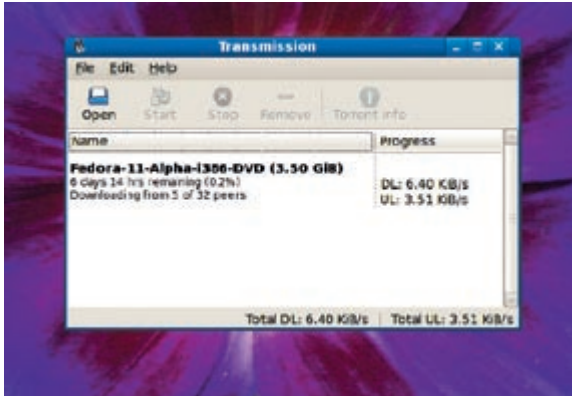 Transmission
File Edit Help
Open Start Stop Remove Torrent info
Name Progress
Fedora-11-Alpha-i386-DVD (3.50 GiB)
6 days 14 hrs remaining (0.2%)
Downloading from 5 of 32 peers
DL: 6.40 KiB/s
UL: 3.51 KiB/s
Total DL: 6.40 KiB/s Total UL: 3.51 KiB/s